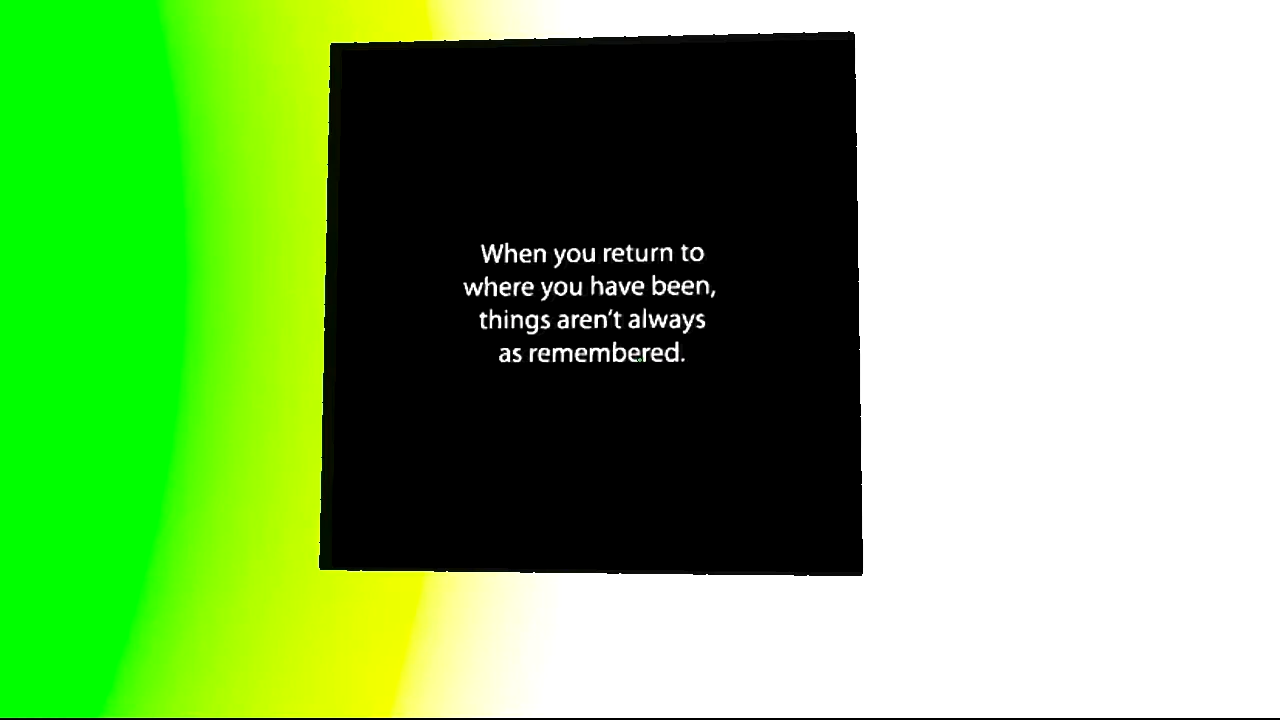 When you return to
where you have been,
things aren't always
as remembered.